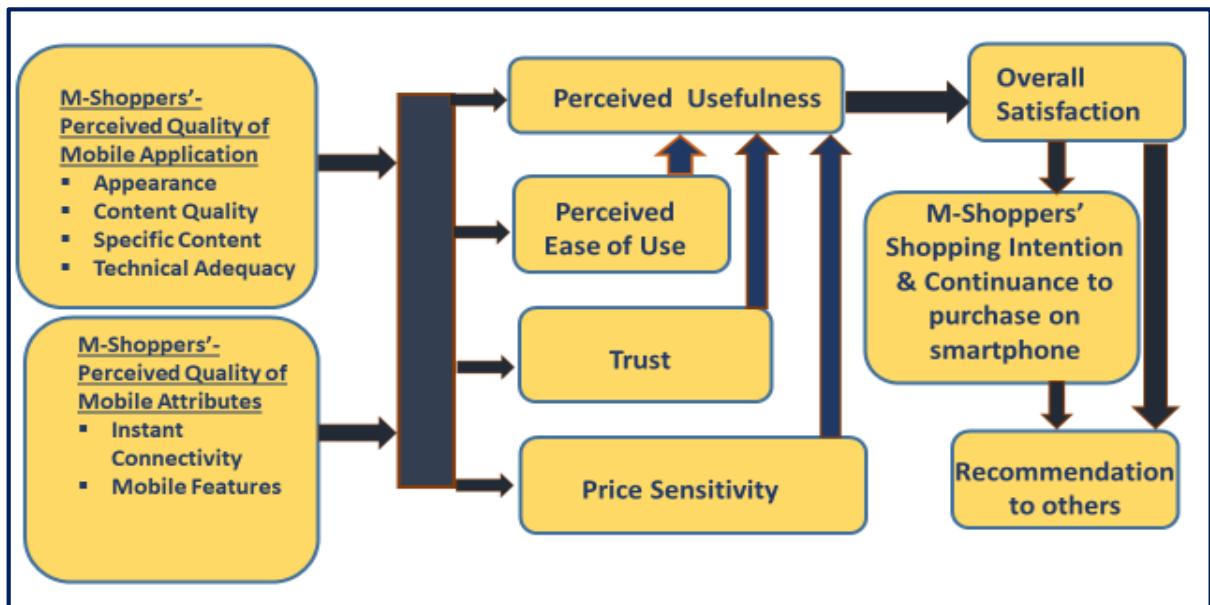 M-Shoppers'-
Perceived Quality of
Mobile Application
▪ Appearance
▪ Content Quality
▪ Specific Content
▪ Technical Adequacy
M-Shoppers'-
Perceived Quality of
Mobile Attributes
▪ Instant
Connectivity
▪ Mobile Features
Perceived Usefulness
Perceived
Ease of Use
Trust
Price Sensitivity
Overall
Satisfaction
M-Shoppers'
Shopping Intention
& Continuance to
purchase on
smartphone
Recommendation
to others